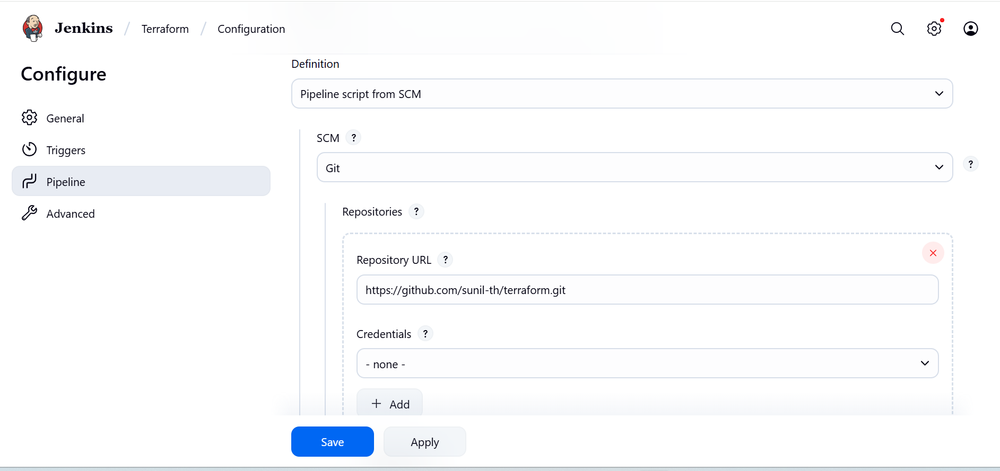 Jenkins / Terraform / Configuration
Configure
General
Triggers
Pipeline
Advanced
Definition
Pipeline script from SCM
SCM ?
Git
?
Repositories ?
Repository URL ?
https://github.com/sunil-th/terraform.git
Credentials ?
- none -
+ Add
Save
Apply